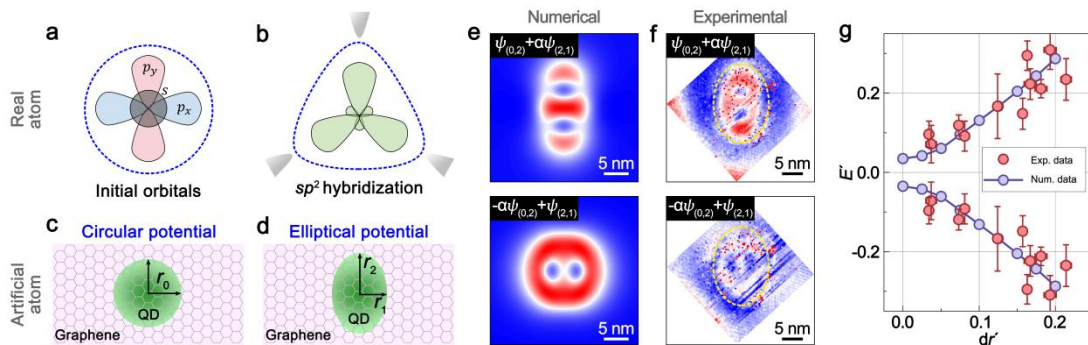 Numerical
Experimental
a
b
e
f
g
Real atom
p_y
s
p_x
Initial orbitals
sp² hybridization
ψ(0,2)+αψ(2,1)
5 nm
ψ(0,2)+αψ(2,1)
5 nm
Artificial atom
c
Circular potential
r₀
QD
Graphene
d
Elliptical potential
r₂
r₁
QD
Graphene
-αψ(0,2)+ψ(2,1)
5 nm
-αψ(0,2)+ψ(2,1)
5 nm
E′
0.2
0.0
-0.2
Exp. data
Num. data
0.0
0.1
0.2
dr′